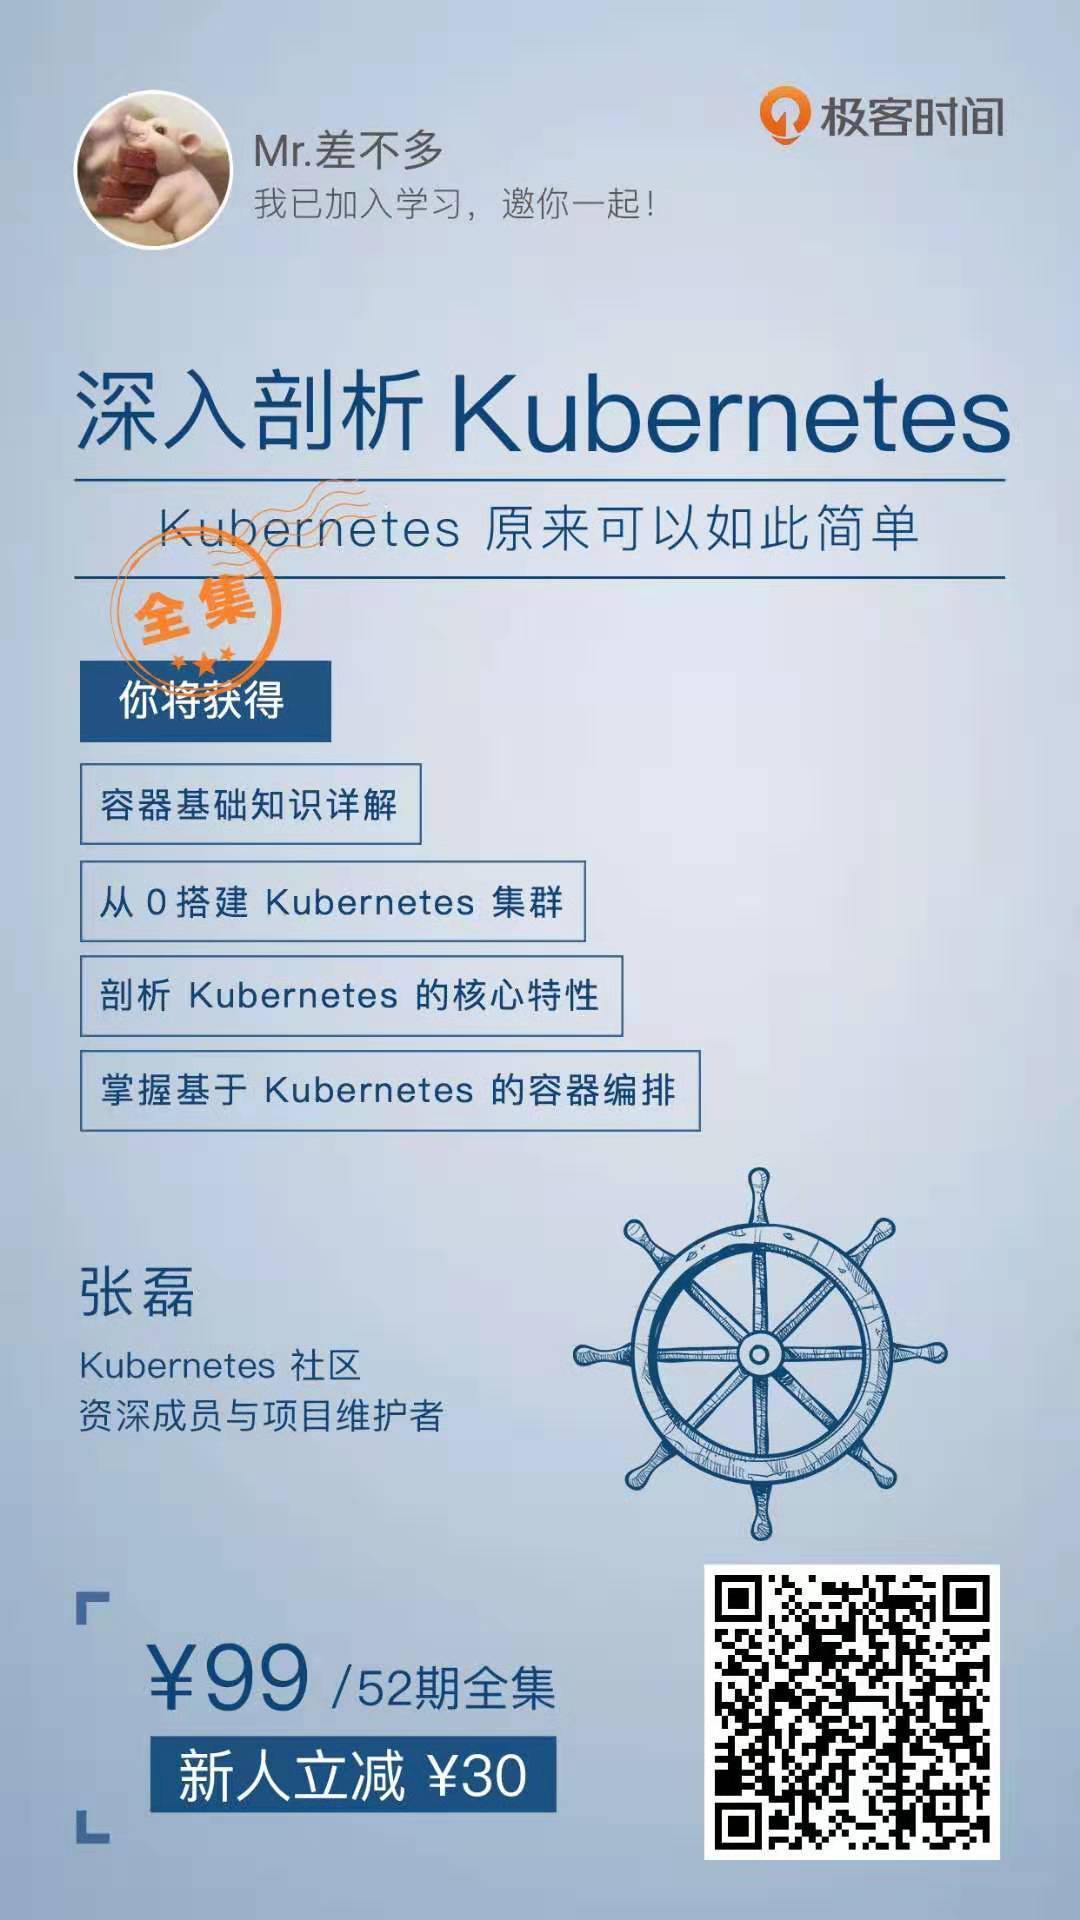 极客时间
Mr.差不多
我已加入学习，邀你一起！
深入剖析 Kubernetes
Kubernetes 原来可以如此简单
全集
你将获得
容器基础知识详解
从 0 搭建 Kubernetes 集群
剖析 Kubernetes 的核心特性
掌握基于 Kubernetes 的容器编排
张磊
Kubernetes 社区
资深成员与项目维护者
¥99 /52期全集
新人立减 ¥30